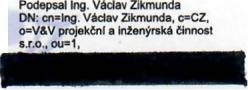 Podepsal Ing. Václav Zikmunda
DN: cn=Ing. Václav Zikmunda, c=CZ,
o=V&V projekční a inženýrská činnost
s.r.o., ou=1,